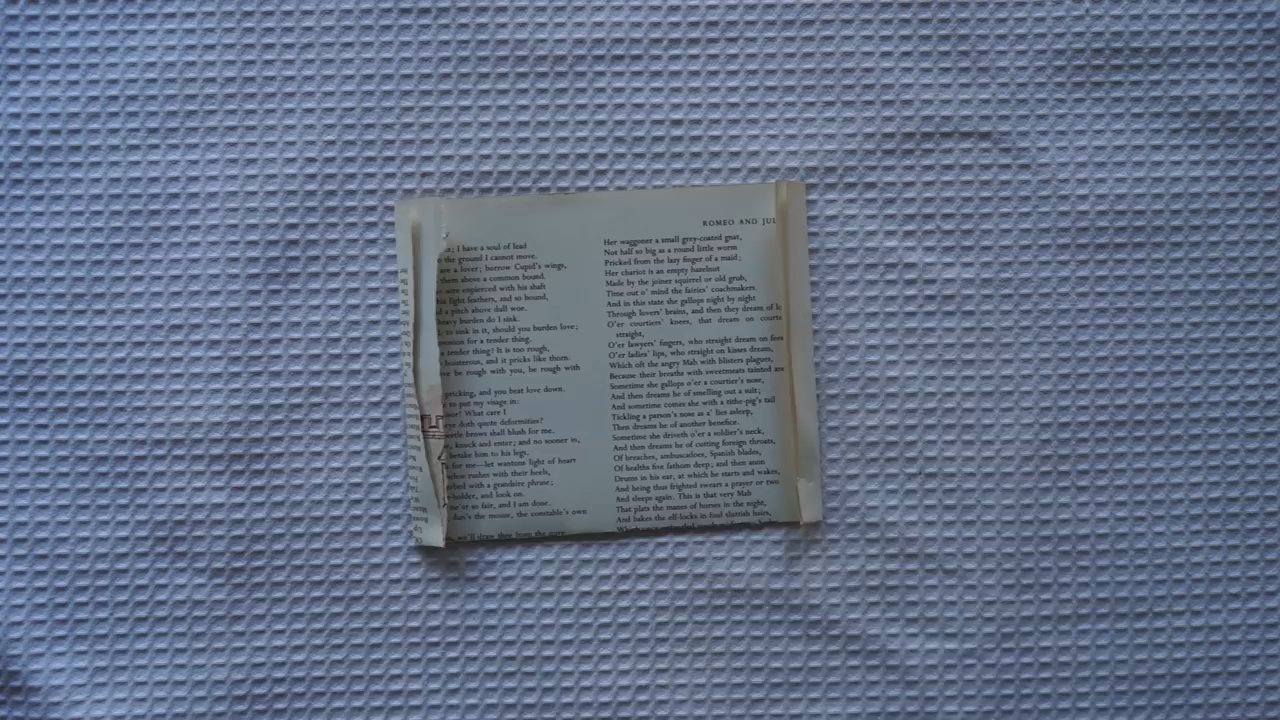 ROMEO AND JUL
I have a soul of lead
the ground I cannot move.
are a lover; borrow Cupid's wings,
them above a common bound.
sore enpierced with his shaft
his light feathers, and so bound,
a pitch above dull woe.
heavy burden do I sink.
to sink in it, should you burden love;
for a tender thing.
a tender thing? It is too rough,
boisterous, and it pricks like thorn.
be rough with you, be rough with
pricking, and you beat love down.
to put my visage in:
What care I
eye doth quote deformities?
brows shall blush for me.
knock and enter; and no sooner in,
betake him to his legs.
for me—let wantons light of heart
rushes with their heels,
with a grandsire phrase;
holder, and look on.
ne'er so fair, and I am done.
dun's the mouse, the constable's own
we'll draw thee from the mire
Her waggoner a small grey-coated gnat,
Not half so big as a round little worm
Pricked from the lazy finger of a maid;
Her chariot is an empty hazelnut
Made by the joiner squirrel or old grub,
Time out o' mind the fairies' coachmakers.
And in this state she gallops night by night
Through lovers' brains, and then they dream of lo
O'er courtiers' knees, that dream on courts
straight,
O'er lawyers' fingers, who straight dream on fees
O'er ladies' lips, who straight on kisses dream,
Which oft the angry Mab with blisters plagues,
Because their breaths with sweetmeats tainted are
Sometime she gallops o'er a courtier's nose,
And then dreams he of smelling out a suit;
And sometime comes she with a tithe-pig's tail
Tickling a parson's nose as a' lies asleep,
Then dreams he of another benefice.
Sometime she driveth o'er a soldier's neck,
And then dreams he of cutting foreign throats,
Of breaches, ambuscadoes, Spanish blades,
Of healths five fathom deep; and then anon
Drums in his ear, at which he starts and wakes,
And being thus frighted swears a prayer or two
And sleeps again. This is that very Mab
That plats the manes of horses in the night,
And bakes the elf-locks in foul sluttish hairs,